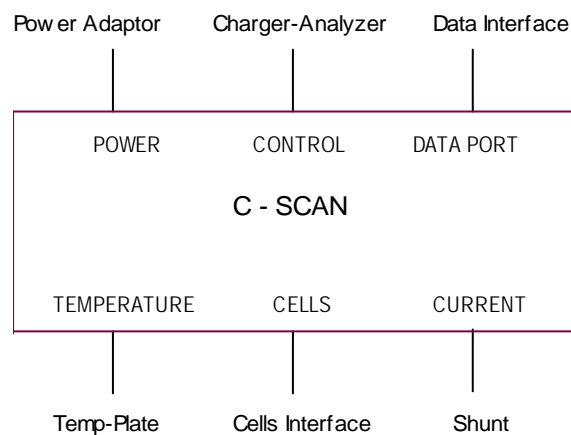 Power Adaptor Charger-Analyzer Data Interface
POWER CONTROL DATA PORT
C - SCAN
TEMPERATURE CELLS CURRENT
Temp-Plate Cells Interface Shunt